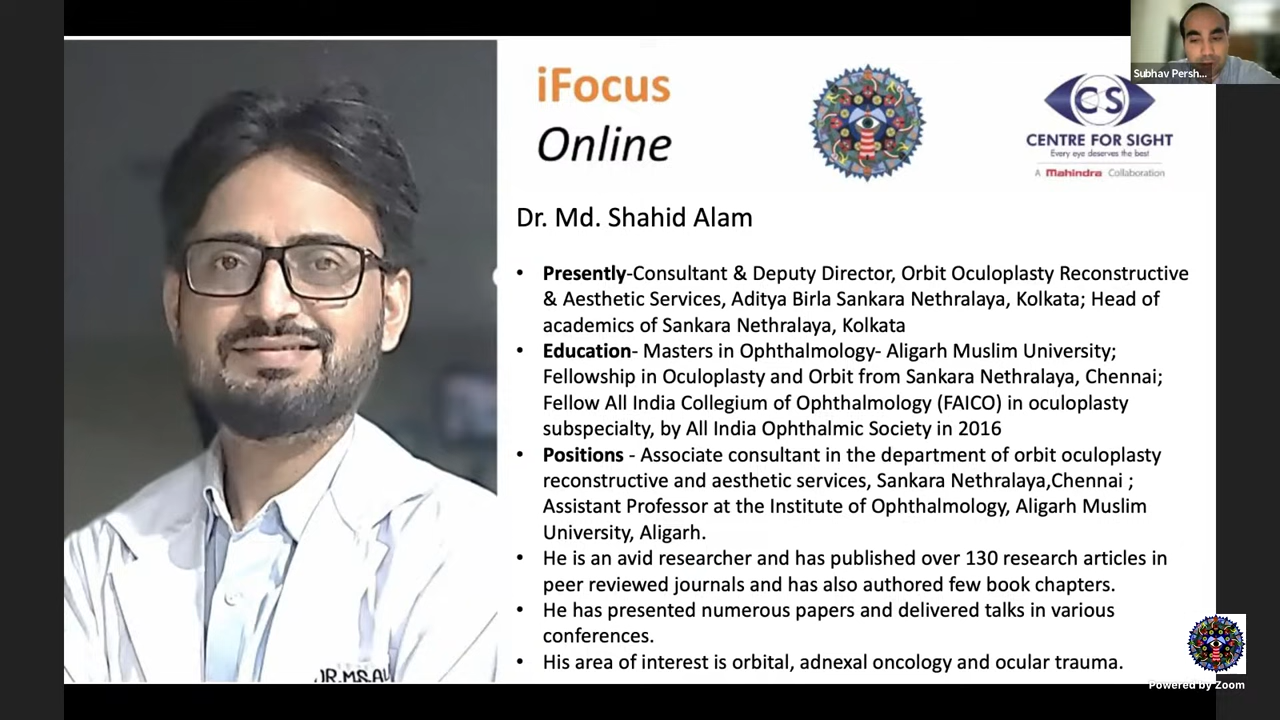 iFocus
Online
Subhav Persh...
CS
CENTRE FOR SIGHT
Every eye deserves the best
A Mahindra Collaboration
Dr. Md. Shahid Alam
• Presently-Consultant & Deputy Director, Orbit Oculoplasty Reconstructive
& Aesthetic Services, Aditya Birla Sankara Nethralaya, Kolkata; Head of
academics of Sankara Nethralaya, Kolkata
• Education- Masters in Ophthalmology- Aligarh Muslim University;
Fellowship in Oculoplasty and Orbit from Sankara Nethralaya, Chennai;
Fellow All India Collegium of Ophthalmology (FAICO) in oculoplasty
subspecialty, by All India Ophthalmic Society in 2016
• Positions - Associate consultant in the department of orbit oculoplasty
reconstructive and aesthetic services, Sankara Nethralaya,Chennai ;
Assistant Professor at the Institute of Ophthalmology, Aligarh Muslim
University, Aligarh.
• He is an avid researcher and has published over 130 research articles in
peer reviewed journals and has also authored few book chapters.
• He has presented numerous papers and delivered talks in various
conferences.
• His area of interest is orbital, adnexal oncology and ocular trauma.
Powered by Zoom